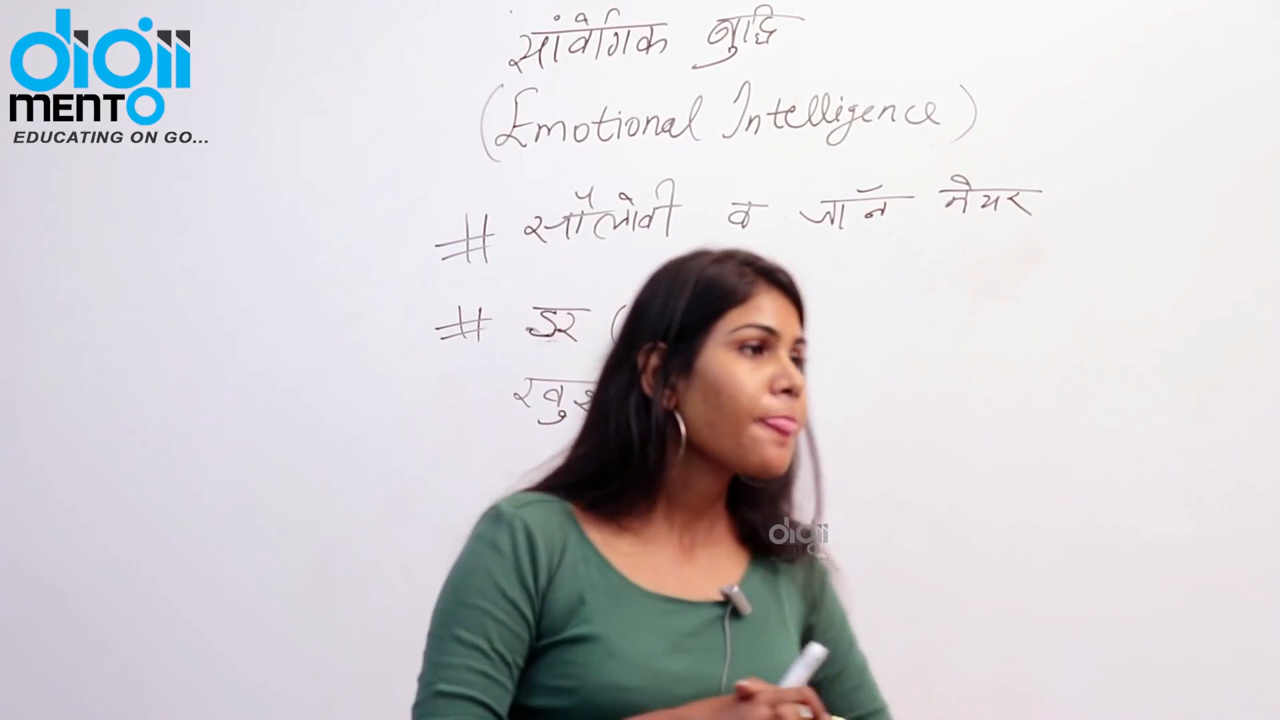 digii
MENTO
EDUCATING ON GO...
सांवेगिक बुद्धि
(Emotional Intelligence)
# सॉलोवी व जॉन मेयर
# डर (
खुश
digii